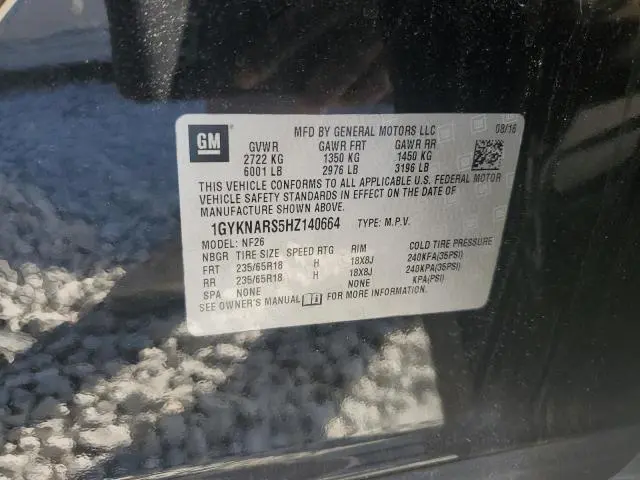 GM
MFD BY GENERAL MOTORS LLC 08/16
GVWR GAWR FRT GAWR RR
2722 KG 1350 KG 1450 KG
6001 LB 2976 LB 3196 LB
THIS VEHICLE CONFORMS TO ALL APPLICABLE U.S. FEDERAL MOTOR
VEHICLE SAFETY STANDARDS IN EFFECT ON THE DATE OF
MANUFACTURE SHOWN ABOVE.
1GYKNARS5HZ140664 TYPE: M.P.V.
MODEL: NF26
NBGR TIRE SIZE SPEED RTG RIM COLD TIRE PRESSURE
FRT 235/65R18 H 18X8J 240KPA(35PSI)
RR 235/65R18 H 18X8J 240KPA(35PSI)
SPA NONE NONE KPA(PSI)
SEE OWNER'S MANUAL FOR MORE INFORMATION.